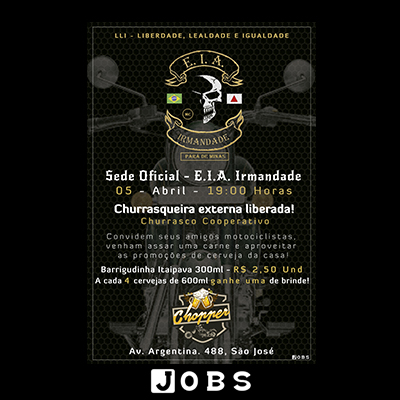 LLI - LIBERDADE, LEALDADE E IGUALDADE
E.I.A.
MC
IRMANDADE
PARÁ DE MINAS
Sede Oficial - E.I.A. Irmandade
05 - Abril - 19:00 Horas
Churrasqueira externa liberada!
Churrasco Cooperativo
Convidem seus amigos motociclistas,
venham assar uma carne e aproveitar
as promoções de cerveja da casa!
Barrigudinha Itaipava 300ml - R$ 2,50 Und
A cada 4 cervejas de 600ml ganhe uma de brinde!
Chopper
Av. Argentina. 488, São José
JOBS
JOBS